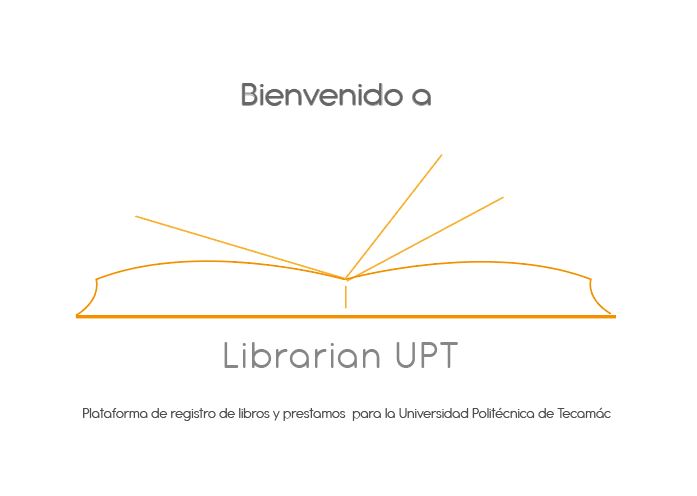 Bienvenido a
Librarian UPT
Plataforma de registro de libros y prestamos para la Universidad Politécnica de Tecamác